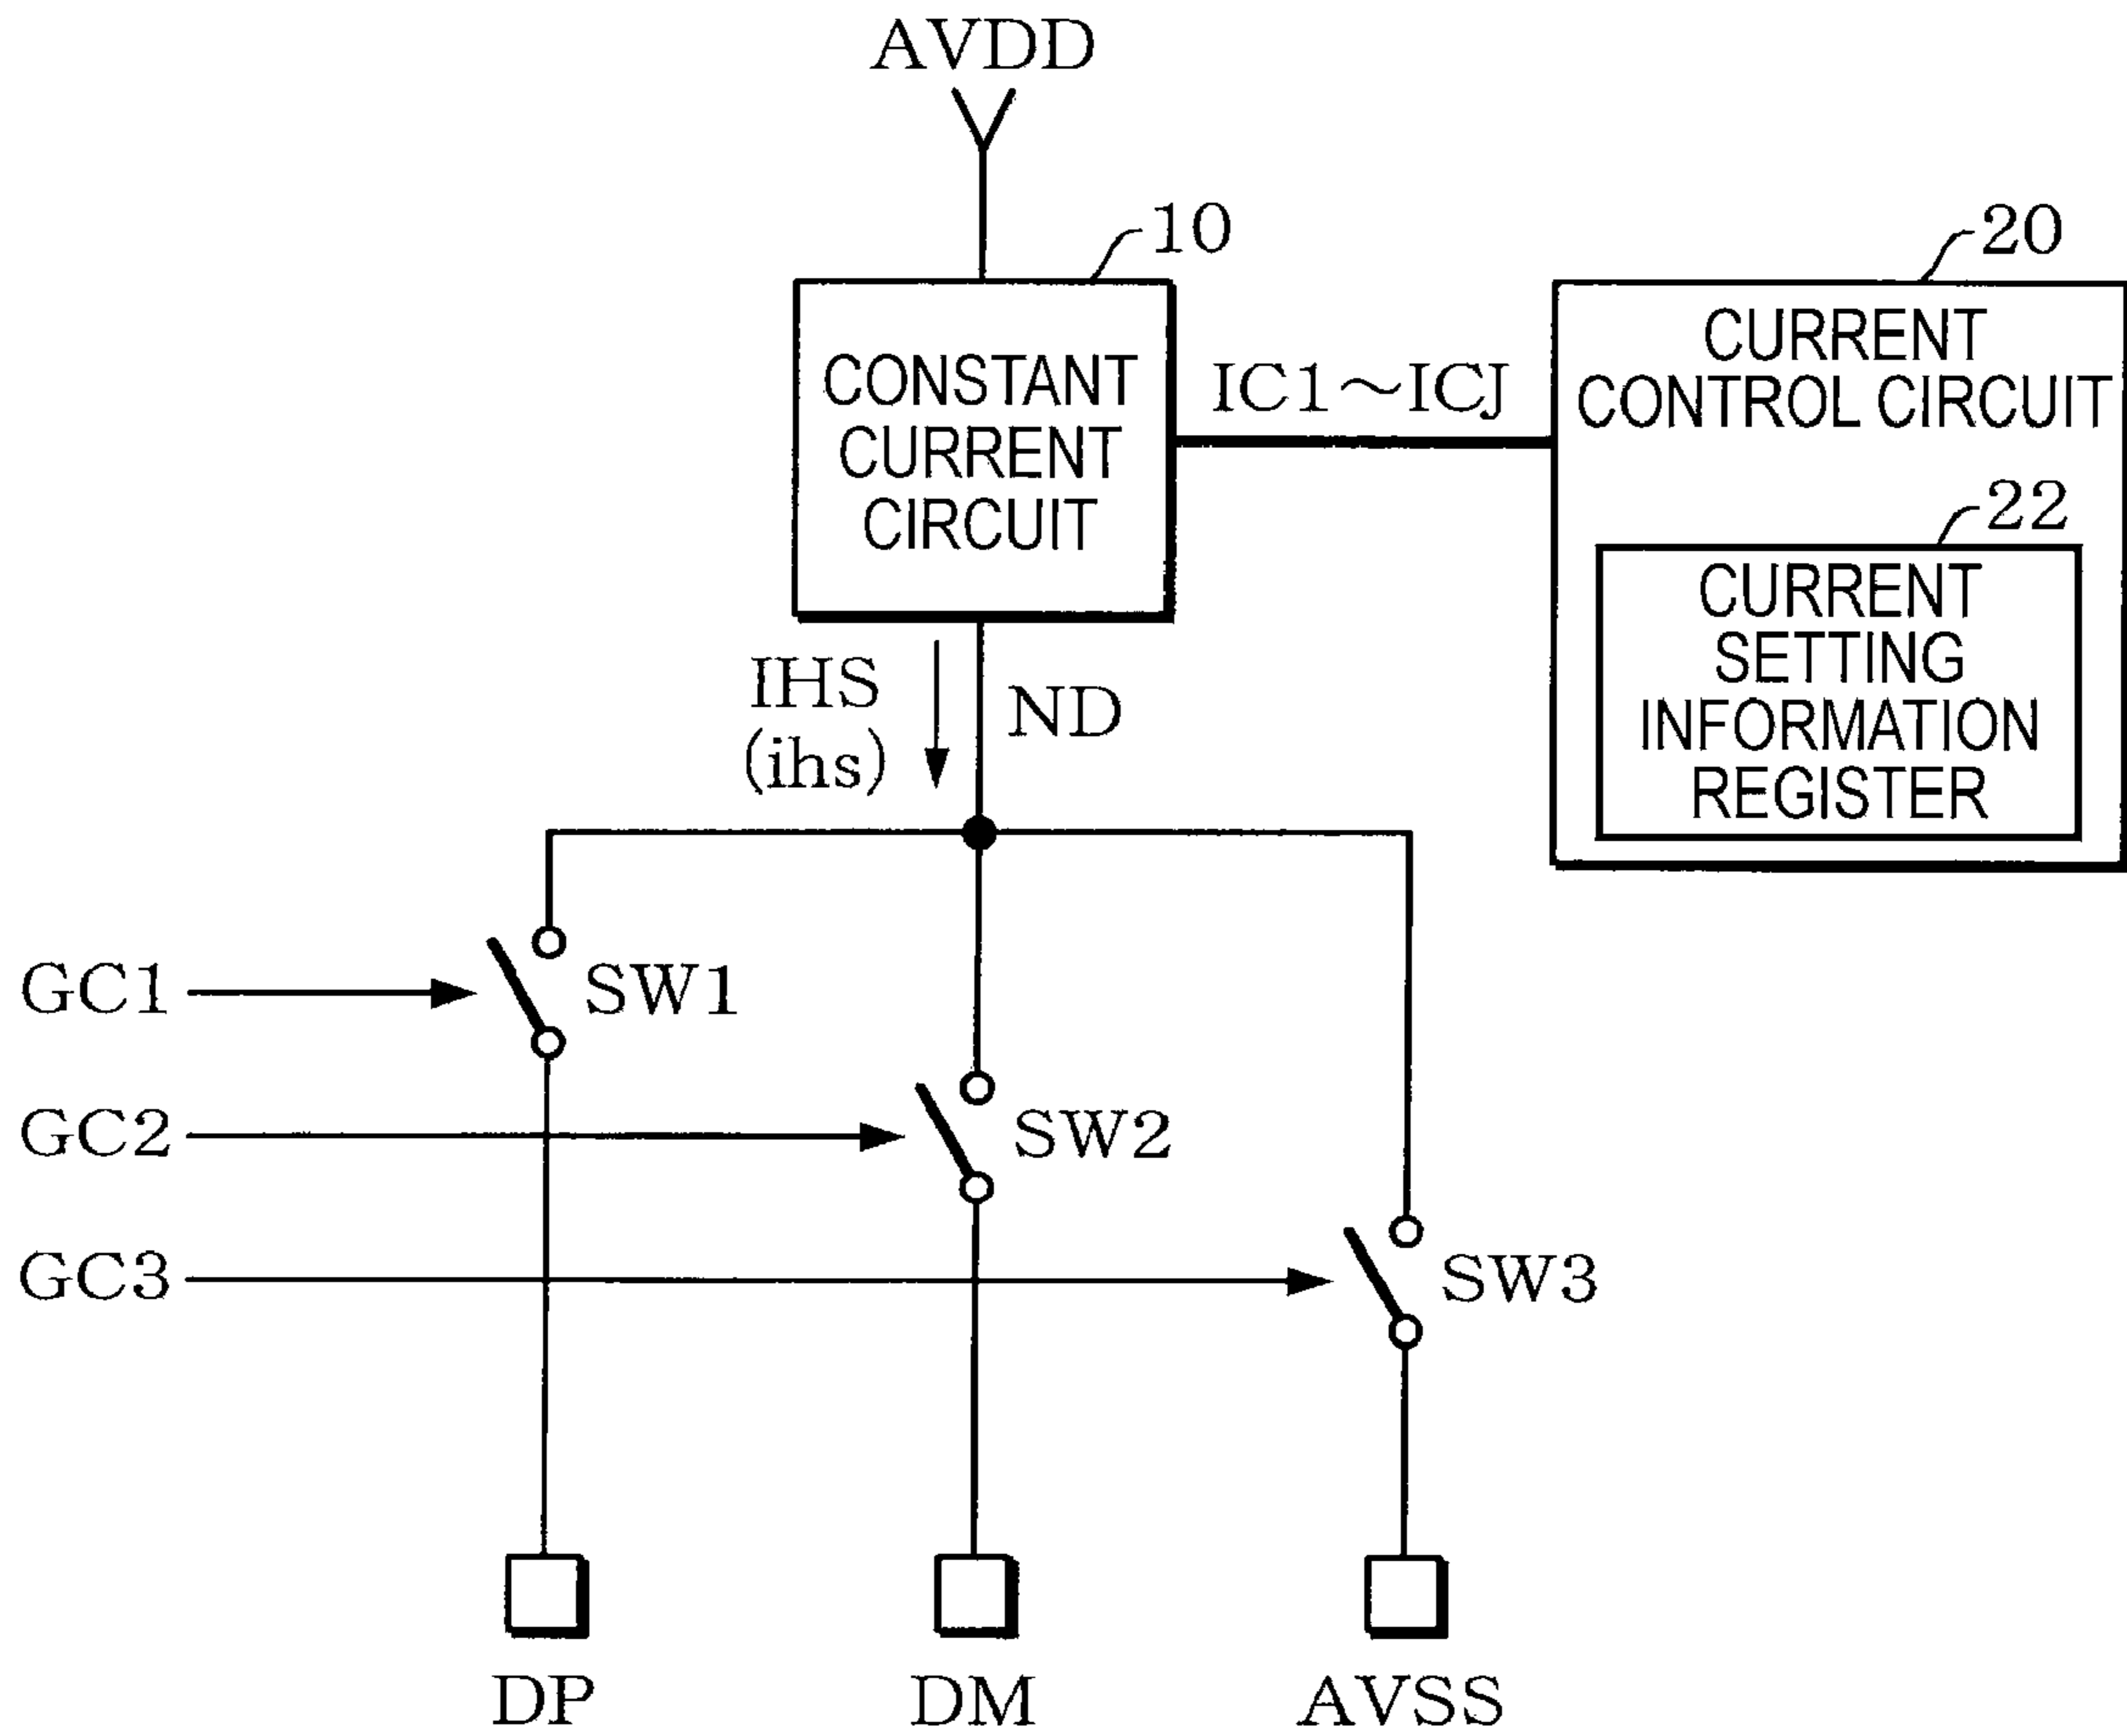 AVDD
10
20
CONSTANT
CURRENT
CIRCUIT
IC1~ICJ
CURRENT
CONTROL CIRCUIT
22
CURRENT
SETTING
INFORMATION
REGISTER
IHS
(ihs)
ND
GC1
SW1
GC2
SW2
GC3
SW3
DP
DM
AVSS